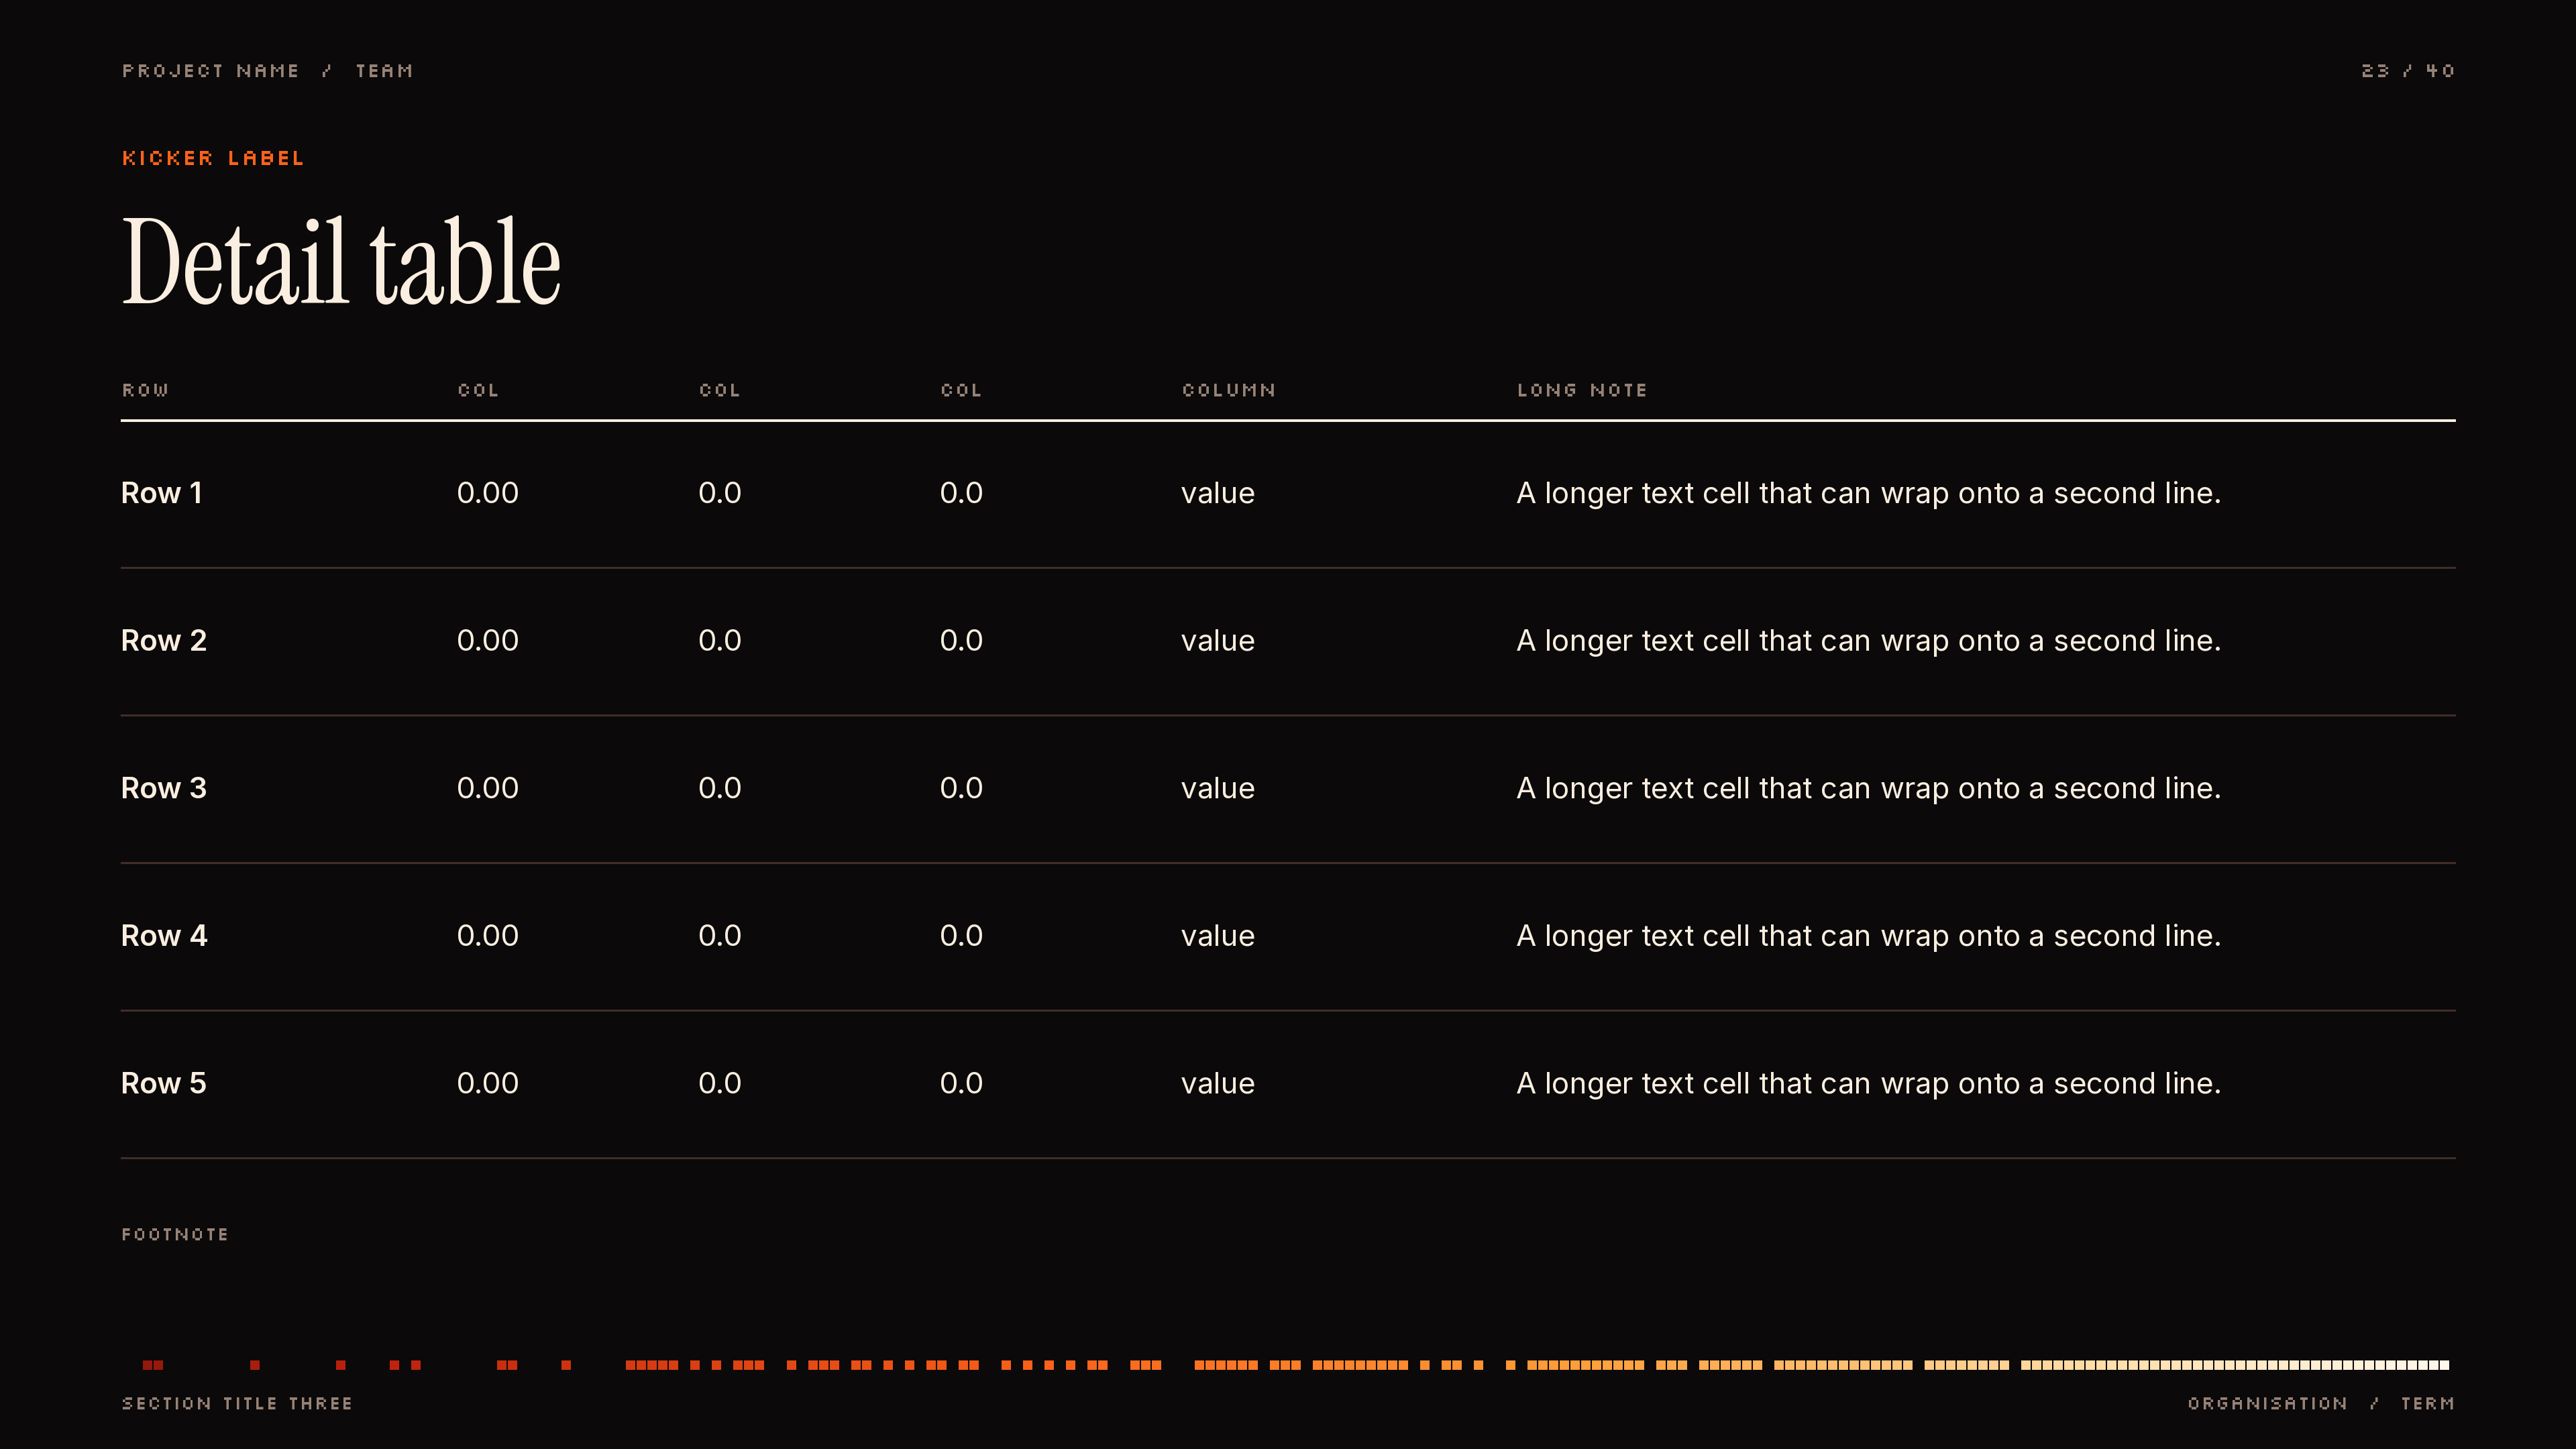 PROJECT NAME / TEAM
23 / 40
KICKER LABEL
Detail table
ROW COL COL COL COLUMN LONG NOTE
Row 1 0.00 0.0 0.0 value A longer text cell that can wrap onto a second line.
Row 2 0.00 0.0 0.0 value A longer text cell that can wrap onto a second line.
Row 3 0.00 0.0 0.0 value A longer text cell that can wrap onto a second line.
Row 4 0.00 0.0 0.0 value A longer text cell that can wrap onto a second line.
Row 5 0.00 0.0 0.0 value A longer text cell that can wrap onto a second line.
FOOTNOTE
SECTION TITLE THREE
ORGANISATION / TERM